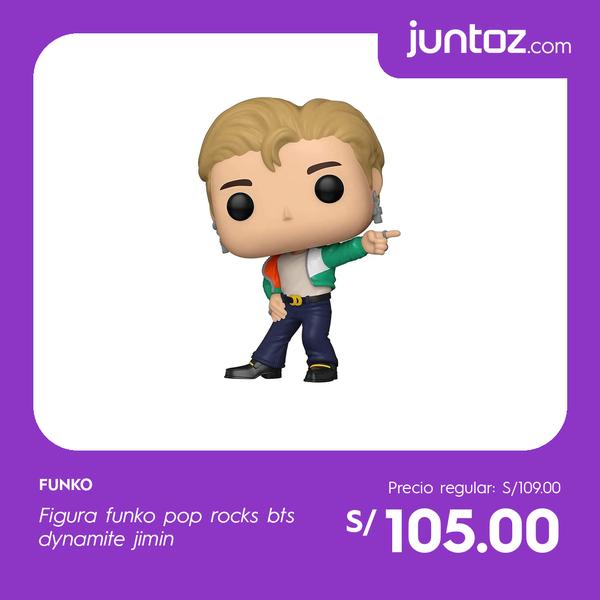 juntoz.com
FUNKO
Figura funko pop rocks bts
dynamite jimin
Precio regular: S/109.00
S/105.00